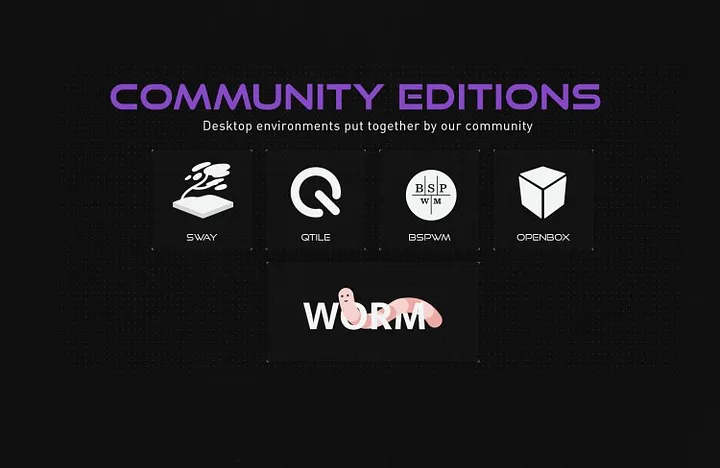 COMMUNITY EDITIONS
Desktop environments put together by our community
BSP
WM
SWAY
QTILE
BSPWM
OPENBOX
WORM